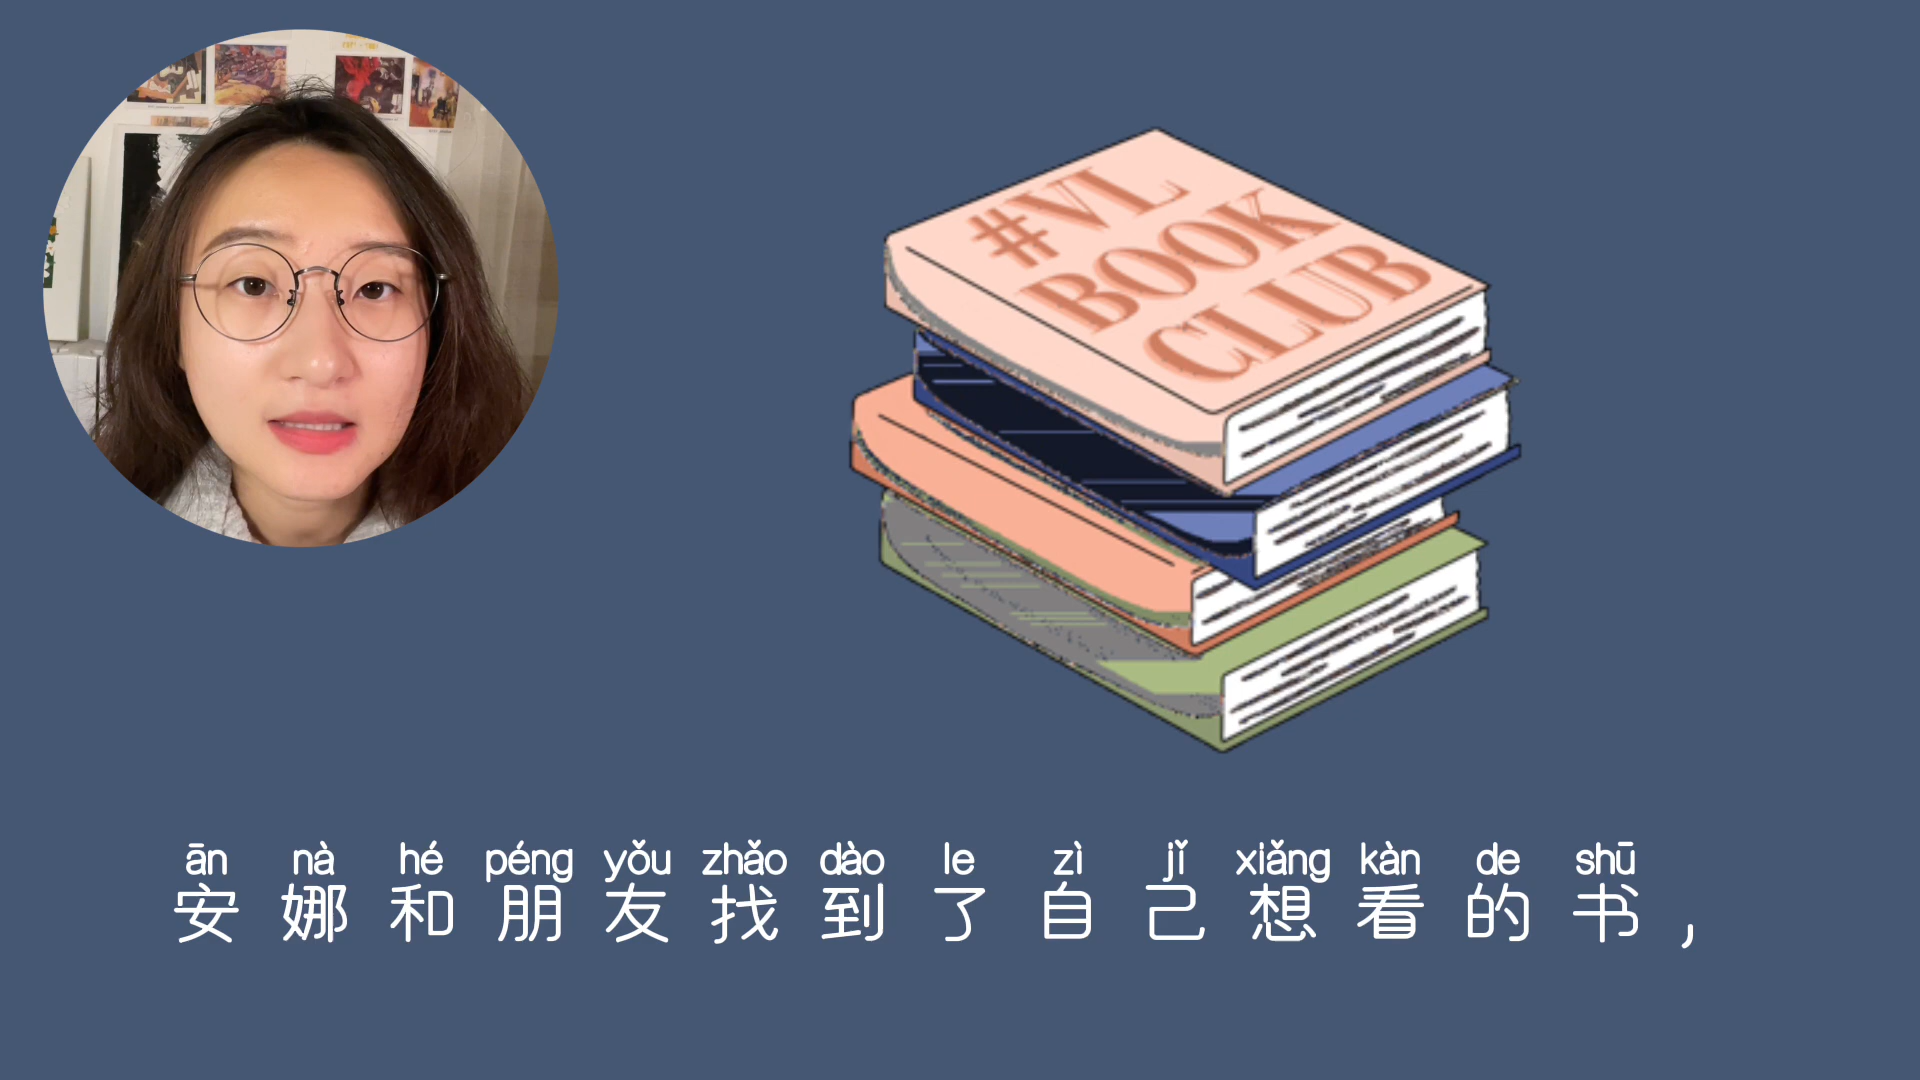 #VL
BOOK
CLUB
ān nà hé péng yǒu zhǎo dào le zì jǐ xiǎng kàn de shū
安娜和朋友找到了自己想看的书，